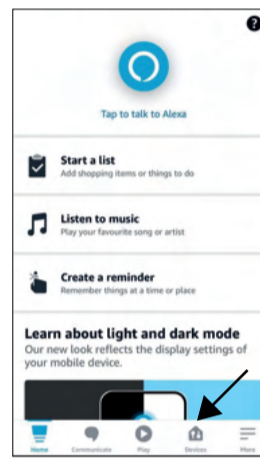 ?
Tap to talk to Alexa
Start a list
Add shopping items or things to do
Listen to music
Play your favourite song or artist
Create a reminder
Remember things at a time or place
Learn about light and dark mode
Our new look reflects the display settings of
your mobile device.
Home Communicate Play Devices More